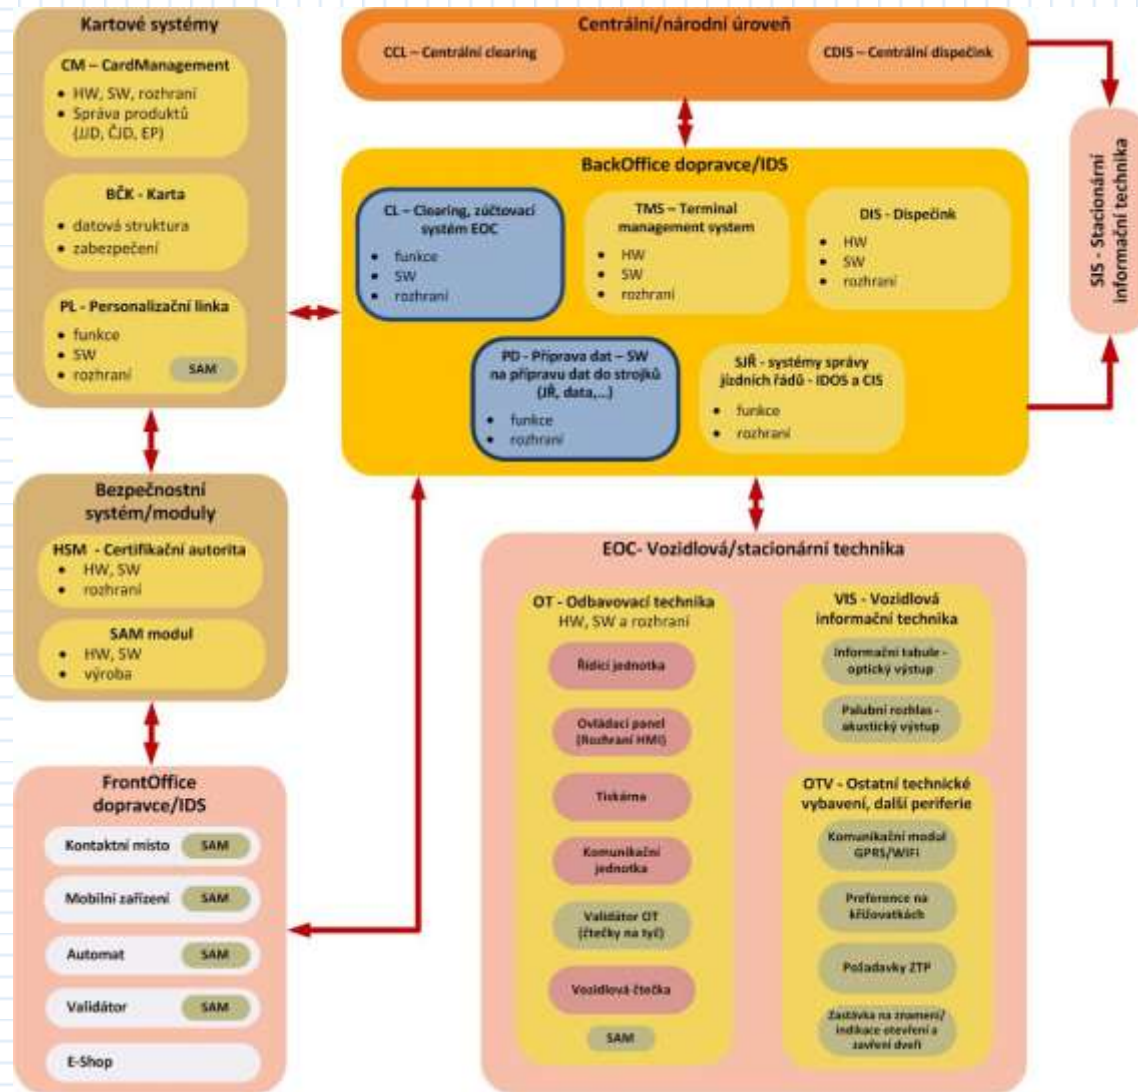 Kartové systémy
CM – CardManagement
• HW, SW, rozhraní
• Správa produktů
(JJD, ČJD, EP)
BČK - Karta
• datová struktura
• zabezpečení
PL - Personalizační linka
• funkce
• SW
• rozhraní
SAM
Bezpečnostní
systém/moduly
HSM - Certifikační autorita
• HW, SW
• rozhraní
SAM modul
• HW, SW
• výroba
FrontOffice
dopravce/IDS
Kontaktní místo SAM
Mobilní zařízení SAM
Automat SAM
Validátor SAM
E-Shop
Centrální/národní úroveň
CCL – Centrální clearing
CDIS – Centrální dispečink
BackOffice dopravce/IDS
CL – Clearing, zúčtovací
systém EOC
• funkce
• SW
• rozhraní
TMS – Terminal
management system
• HW
• SW
• rozhraní
DIS - Dispečink
• HW
• SW
• rozhraní
PD - Příprava dat – SW
na přípravu dat do strojků
(JŘ, data,...)
• funkce
• rozhraní
SJŘ - systémy správy
jízdních řádů - IDOS a CIS
• funkce
• rozhraní
SIS - Stacionární
informační technika
EOC- Vozidlová/stacionární technika
OT - Odbavovací technika
HW, SW a rozhraní
Řídící jednotka
Ovládací panel
(Rozhraní HMI)
Tiskárna
Komunikační
jednotka
Validátor OT
(čtečky na tyč)
Vozidlová čtečka
SAM
VIS - Vozidlová
informační technika
Informační tabule -
optický výstup
Palubní rozhlas -
akustický výstup
OTV - Ostatní technické
vybavení, další periferie
Komunikační modul
GPRS/WIFI
Preference na
křižovatkách
Požadavky ZTP
Zastávka na znamení/
indikace otevření a
zavření dveří